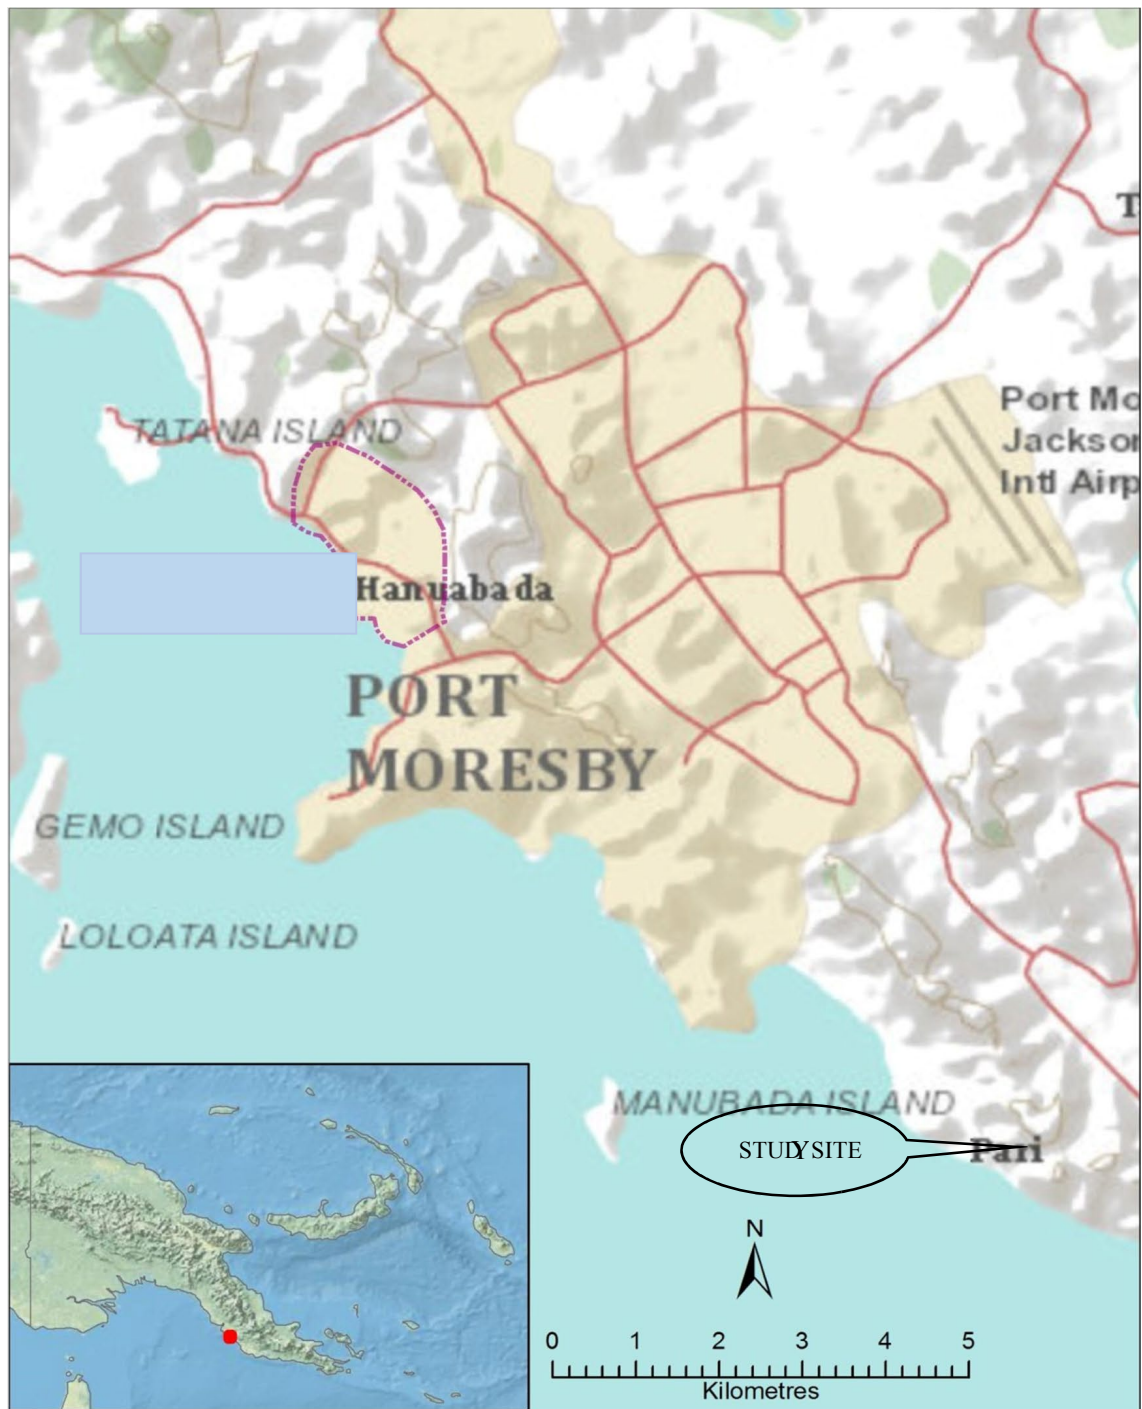 T
Port Mo
Jackson
Intl Airp
TATANA ISLAND
Hanuabada
PORT
MORESBY
GEMO ISLAND
LOLOATA ISLAND
MANUBADA ISLAND
STUDY SITE
Pari
N
0 1 2 3 4 5
Kilometres